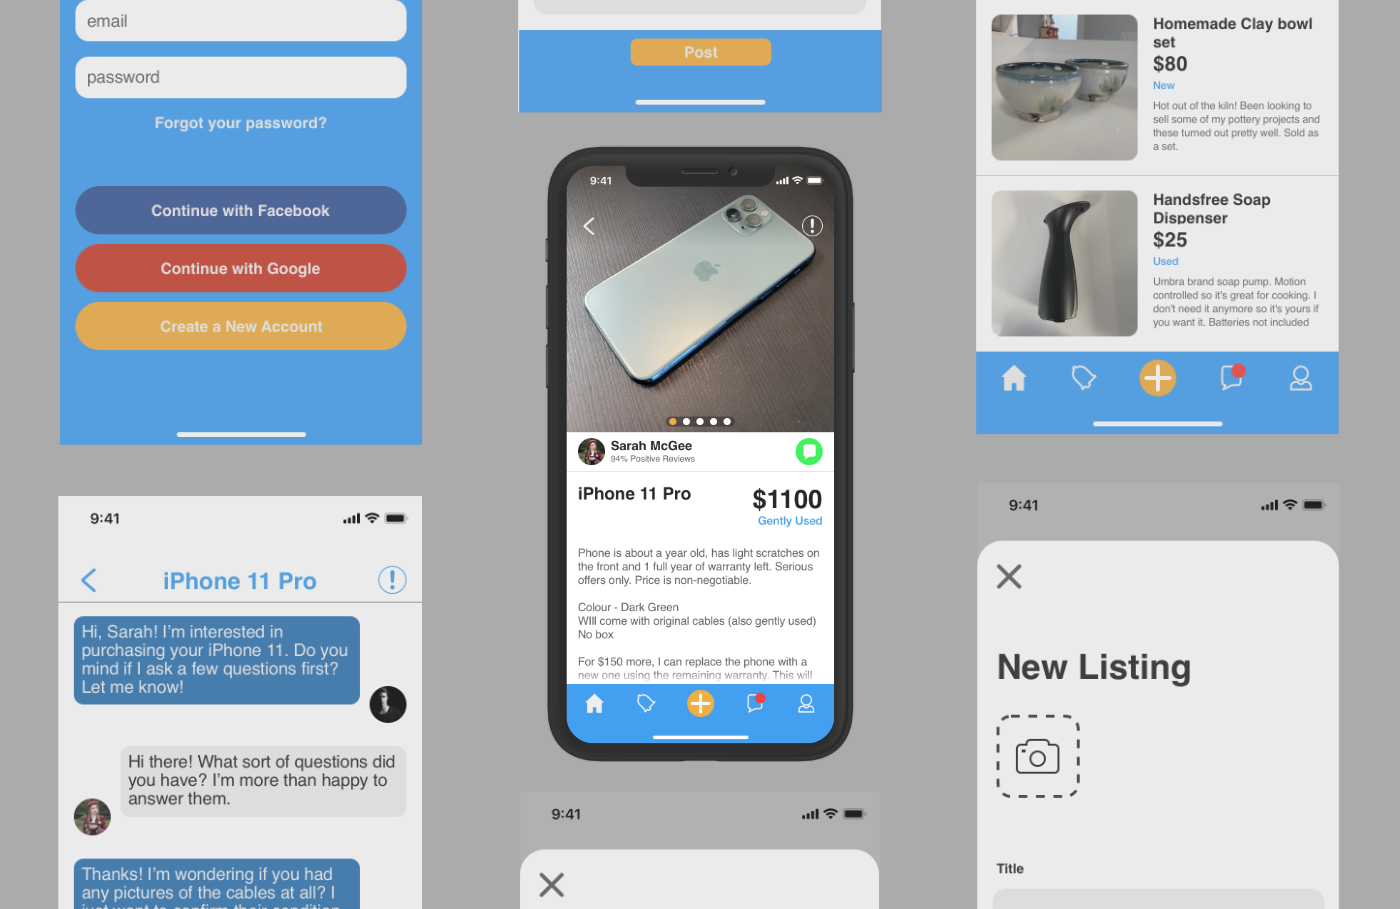 email
password
Forgot your password?
Continue with Facebook
Continue with Google
Create a New Account
9:41
iPhone 11 Pro
Hi, Sarah! I'm interested in
purchasing your iPhone 11. Do you
mind if I ask a few questions first?
Let me know!
Hi there! What sort of questions did
you have? I'm more than happy to
answer them.
Thanks! I'm wondering if you had
any pictures of the cables at all? I
just want to confirm their condition
Post
9:41
Sarah McGee
94% Positive Reviews
iPhone 11 Pro
$1100
Gently Used
Phone is about a year old, has light scratches on
the front and 1 full year of warranty left. Serious
offers only. Price is non-negotiable.
Colour - Dark Green
WIll come with original cables (also gently used)
No box
For $150 more, I can replace the phone with a
new one using the remaining warranty. This will
9:41
Homemade Clay bowl
set
$80
New
Hot out of the kiln! Been looking to
sell some of my pottery projects and
these turned out pretty well. Sold as
a set.
Handsfree Soap
Dispenser
$25
Used
Umbra brand soap pump. Motion
controlled so it's great for cooking. I
don't need it anymore so it's yours if
you want it. Batteries not included
9:41
New Listing
Title